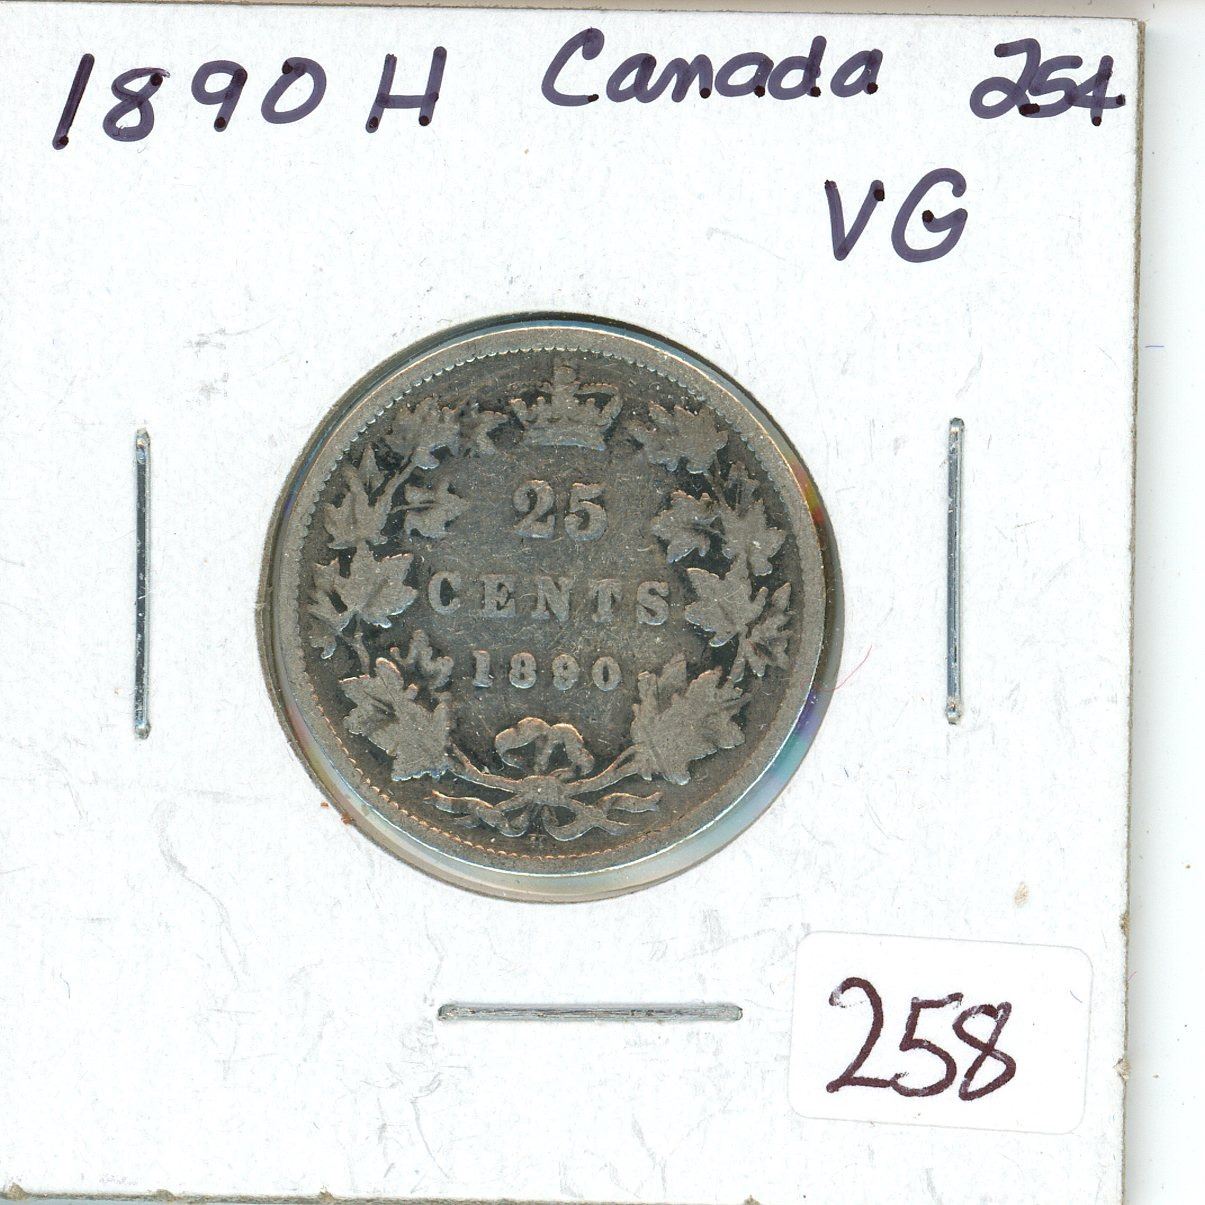 1890 H Canada 25¢
VG
25
CENTS
1890
H
258